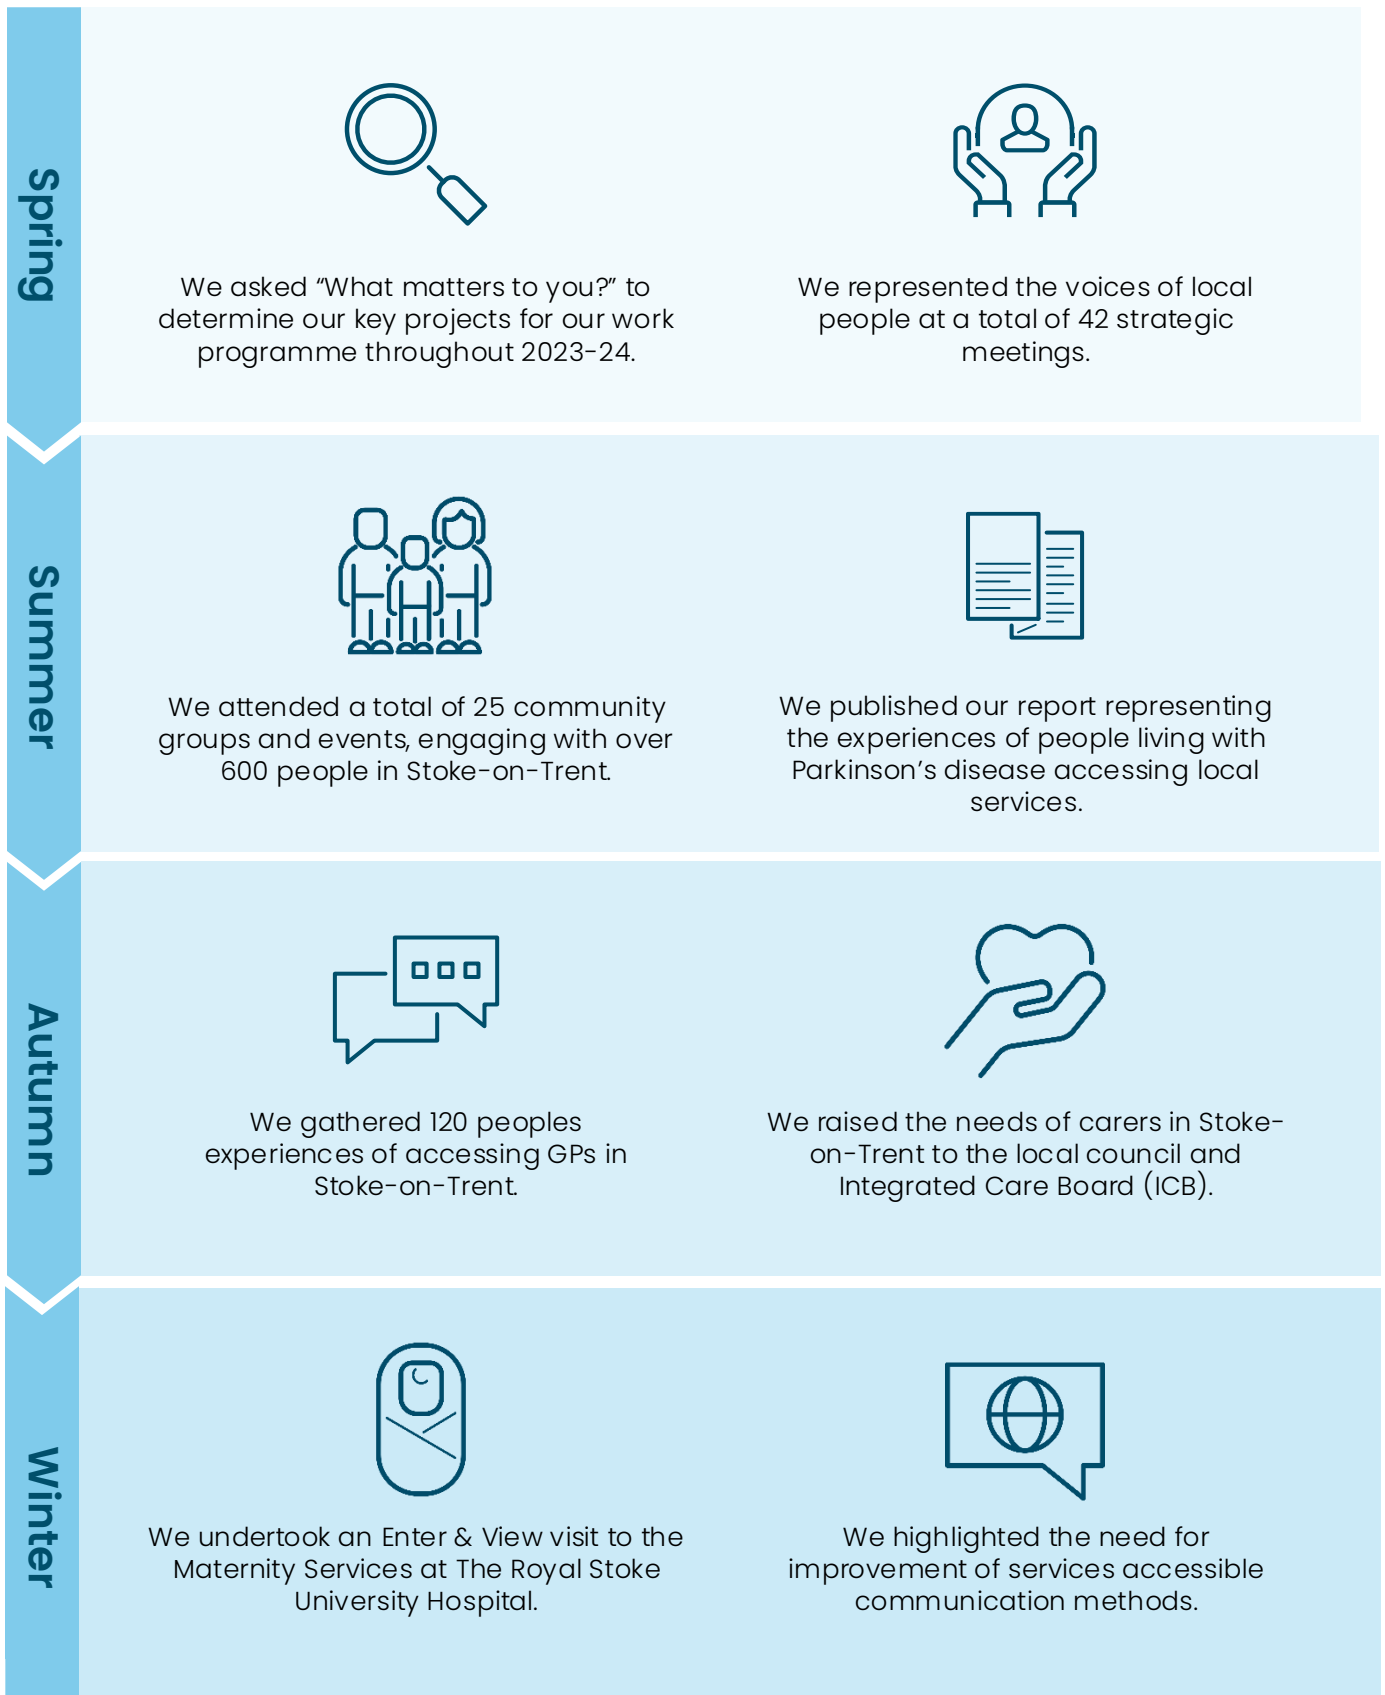 Spring
We asked “What matters to you?” to
determine our key projects for our work
programme throughout 2023-24.
We represented the voices of local
people at a total of 42 strategic
meetings.
Summer
We attended a total of 25 community
groups and events, engaging with over
600 people in Stoke-on-Trent.
We published our report representing
the experiences of people living with
Parkinson’s disease accessing local
services.
Autumn
We gathered 120 peoples
experiences of accessing GPs in
Stoke-on-Trent.
We raised the needs of carers in Stoke-
on-Trent to the local council and
Integrated Care Board (ICB).
Winter
We undertook an Enter & View visit to the
Maternity Services at The Royal Stoke
University Hospital.
We highlighted the need for
improvement of services accessible
communication methods.